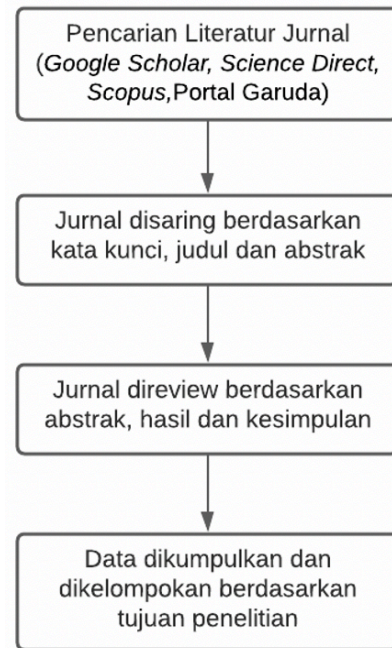 Pencarian Literatur Jurnal
(Google Scholar, Science Direct,
Scopus,Portal Garuda)
Jurnal disaring berdasarkan
kata kunci, judul dan abstrak
Jurnal direview berdasarkan
abstrak, hasil dan kesimpulan
Data dikumpulkan dan
dikelompokan berdasarkan
tujuan penelitian